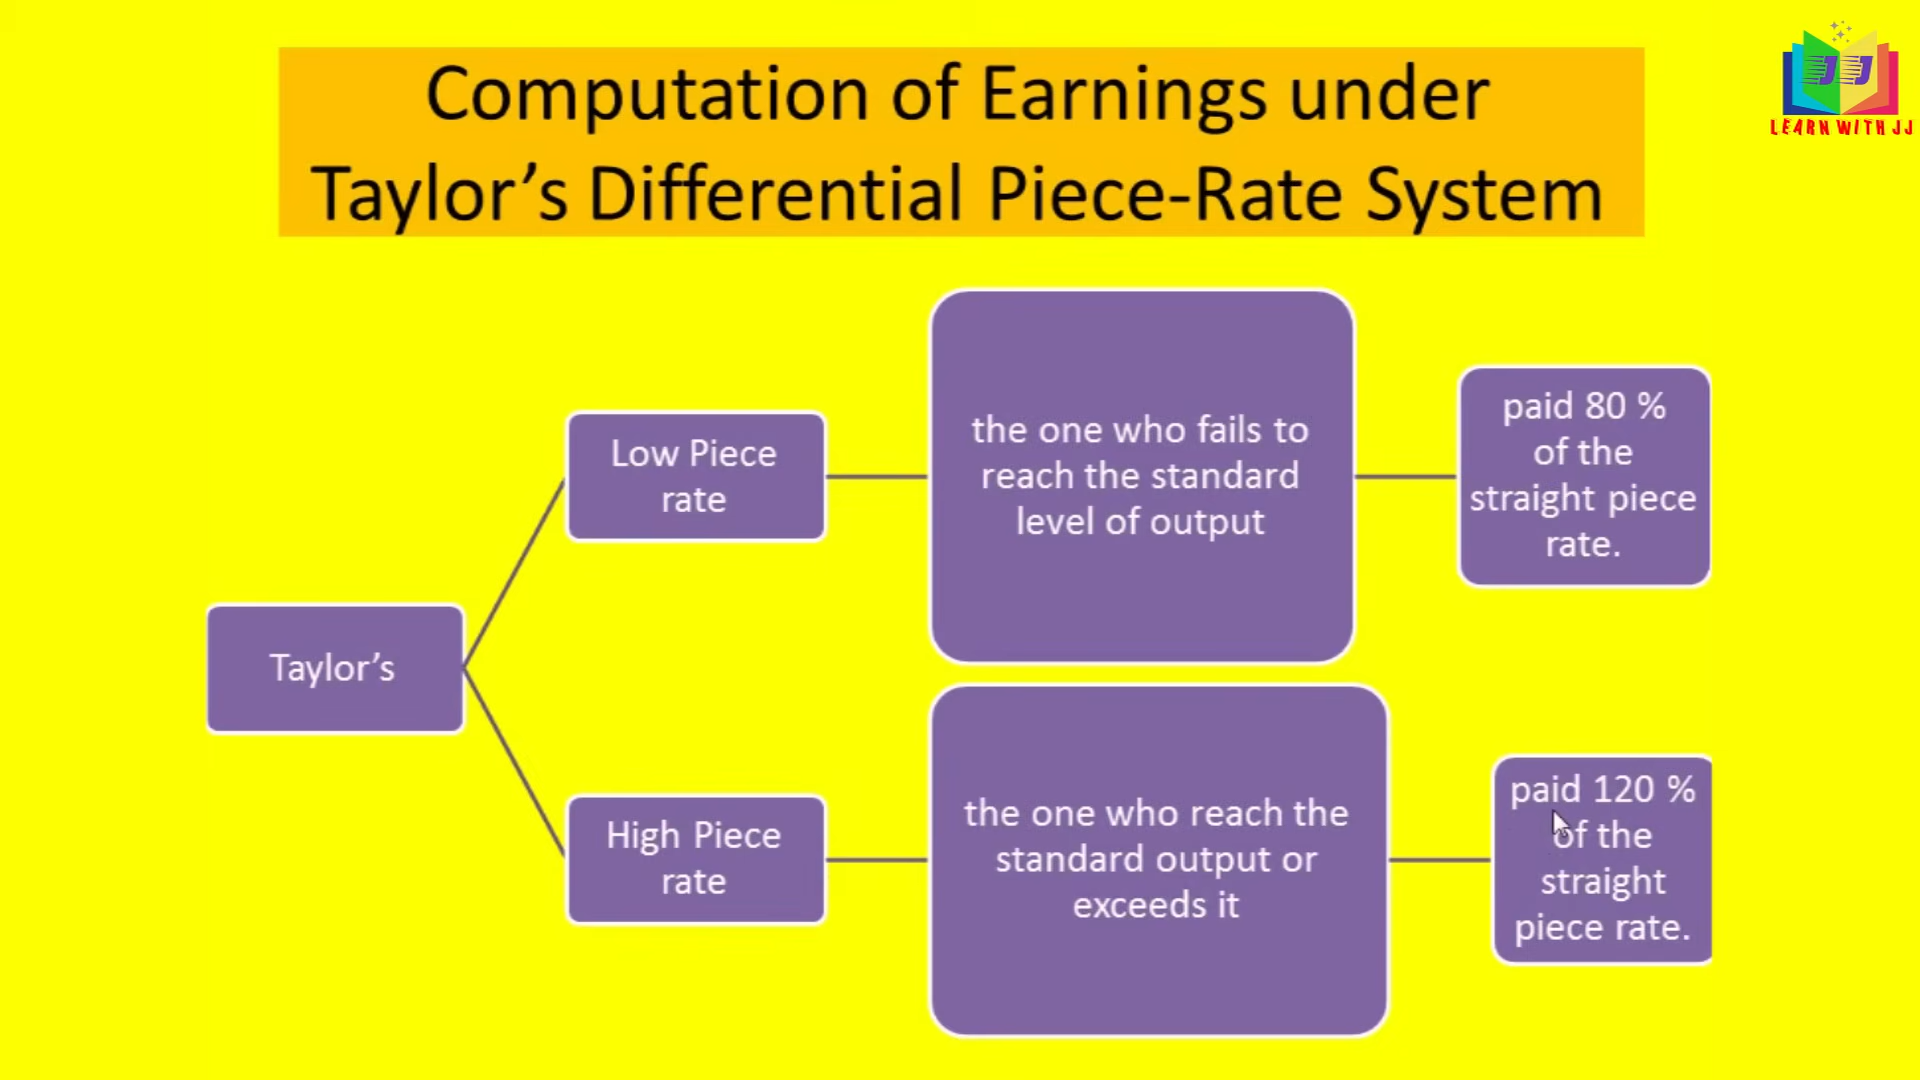 Computation of Earnings under
Taylor’s Differential Piece-Rate System
JJ
LEARN WITH JJ
Taylor’s
Low Piece
rate
the one who fails to
reach the standard
level of output
paid 80 %
of the
straight piece
rate.
High Piece
rate
the one who reach the
standard output or
exceeds it
paid 120 %
of the
straight
piece rate.